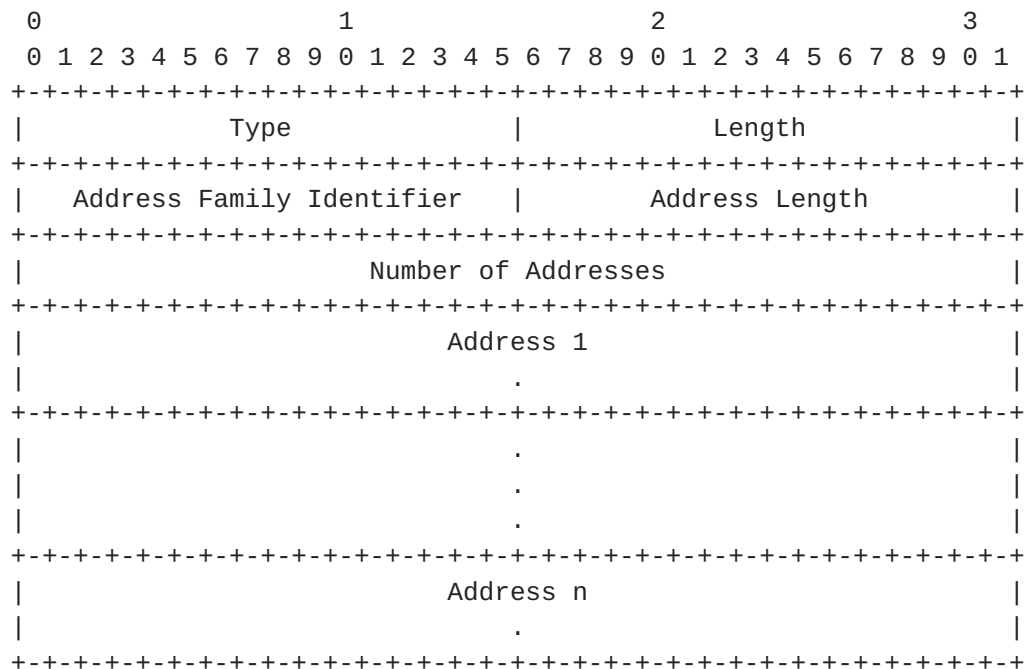 0                   1                   2                   3
 0 1 2 3 4 5 6 7 8 9 0 1 2 3 4 5 6 7 8 9 0 1 2 3 4 5 6 7 8 9 0 1
+-+-+-+-+-+-+-+-+-+-+-+-+-+-+-+-+-+-+-+-+-+-+-+-+-+-+-+-+-+-+-+-+
|             Type              |            Length             |
+-+-+-+-+-+-+-+-+-+-+-+-+-+-+-+-+-+-+-+-+-+-+-+-+-+-+-+-+-+-+-+-+
|   Address Family Identifier   |        Address Length         |
+-+-+-+-+-+-+-+-+-+-+-+-+-+-+-+-+-+-+-+-+-+-+-+-+-+-+-+-+-+-+-+-+
|                      Number of Addresses                      |
+-+-+-+-+-+-+-+-+-+-+-+-+-+-+-+-+-+-+-+-+-+-+-+-+-+-+-+-+-+-+-+-+
|                           Address 1                           |
|                               .                               |
+-+-+-+-+-+-+-+-+-+-+-+-+-+-+-+-+-+-+-+-+-+-+-+-+-+-+-+-+-+-+-+-+
|                               .                               |
|                               .                               |
|                               .                               |
+-+-+-+-+-+-+-+-+-+-+-+-+-+-+-+-+-+-+-+-+-+-+-+-+-+-+-+-+-+-+-+-+
|                           Address n                           |
|                               .                               |
+-+-+-+-+-+-+-+-+-+-+-+-+-+-+-+-+-+-+-+-+-+-+-+-+-+-+-+-+-+-+-+-+